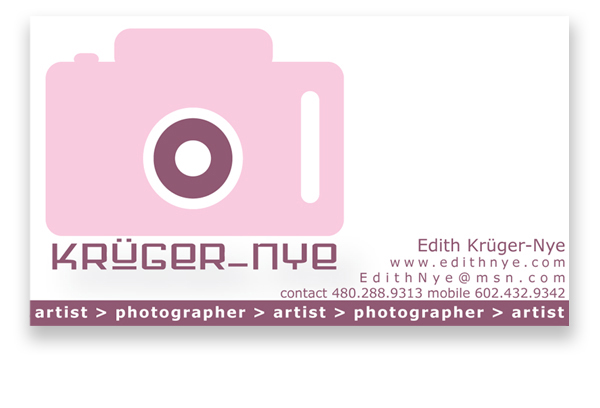 KRÜGER_NYE
Edith Krüger-Nye
www.edithnye.com
EdithNye@msn.com
contact 480.288.9313 mobile 602.432.9342
artist > photographer > artist > photographer > artist